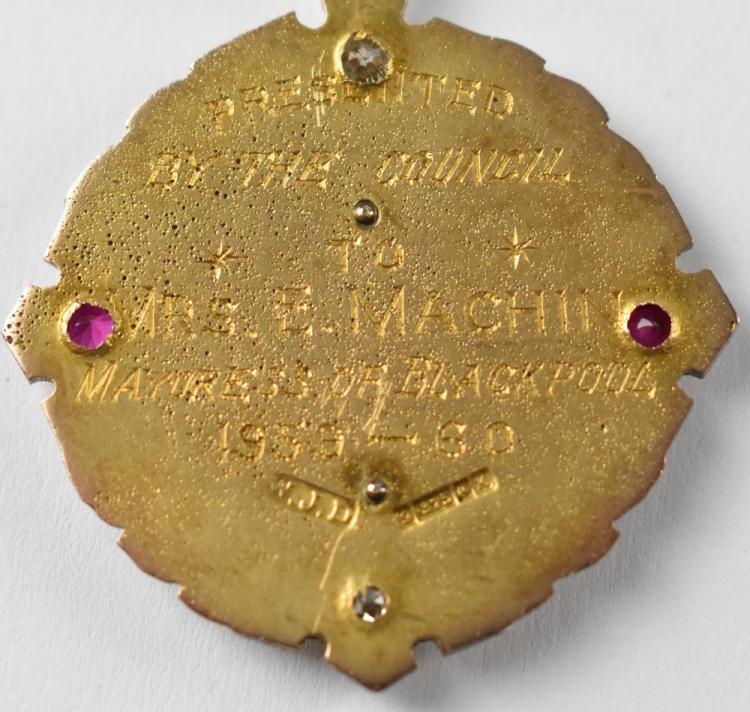 PRESENTED
BY THE COUNCIL
TO
MRS. E. MACHIN
MAYORESS OF BLACKPOOL
1959-60